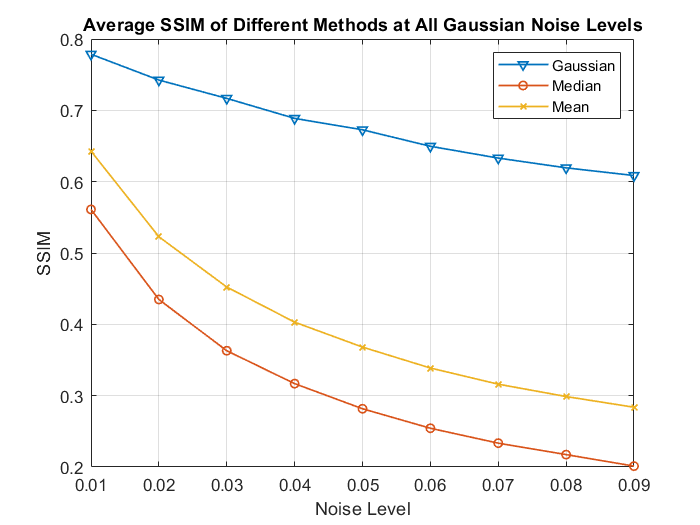 Average SSIM of Different Methods at All Gaussian Noise Levels
0.8
0.7
0.6
0.5
0.4
0.3
0.2
SSIM
Gaussian
Median
Mean
0.01 0.02 0.03 0.04 0.05 0.06 0.07 0.08 0.09
Noise Level